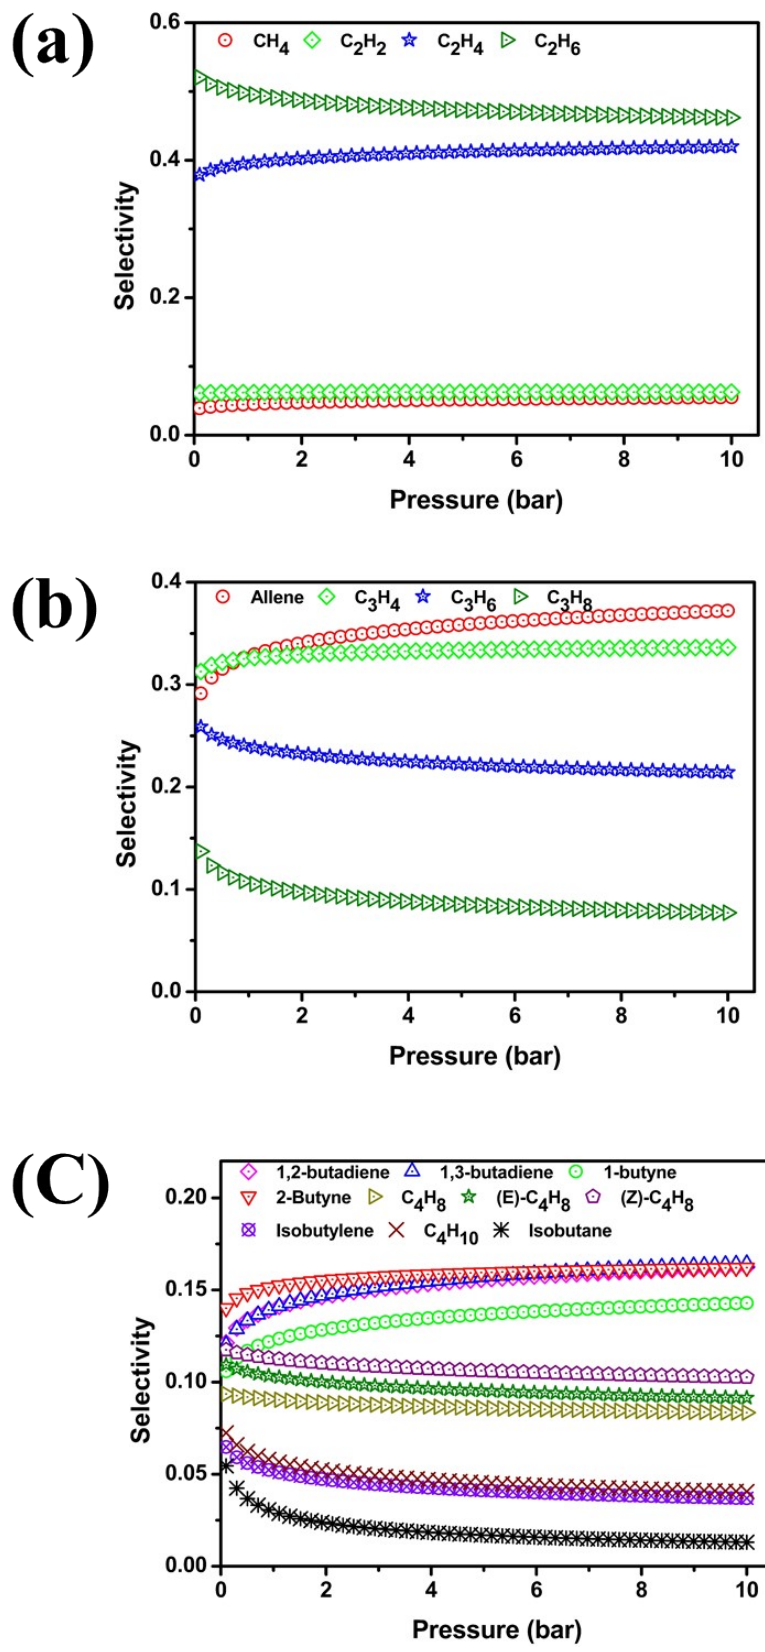 (a)
0.6
CH4 C2H2 C2H4 C2H6
0.4
Selectivity
0.2
0.0
0 2 4 6 8 10
Pressure (bar)
(b)
0.4
Allene C3H4 C3H6 C3H8
0.3
Selectivity
0.2
0.1
0.0
0 2 4 6 8 10
Pressure (bar)
(C)
1,2-butadiene 1,3-butadiene 1-butyne
0.20
2-Butyne C4H8 (E)-C4H8 (Z)-C4H8
Isobutylene C4H10 Isobutane
0.15
Selectivity
0.10
0.05
0.00
0 2 4 6 8 10
Pressure (bar)